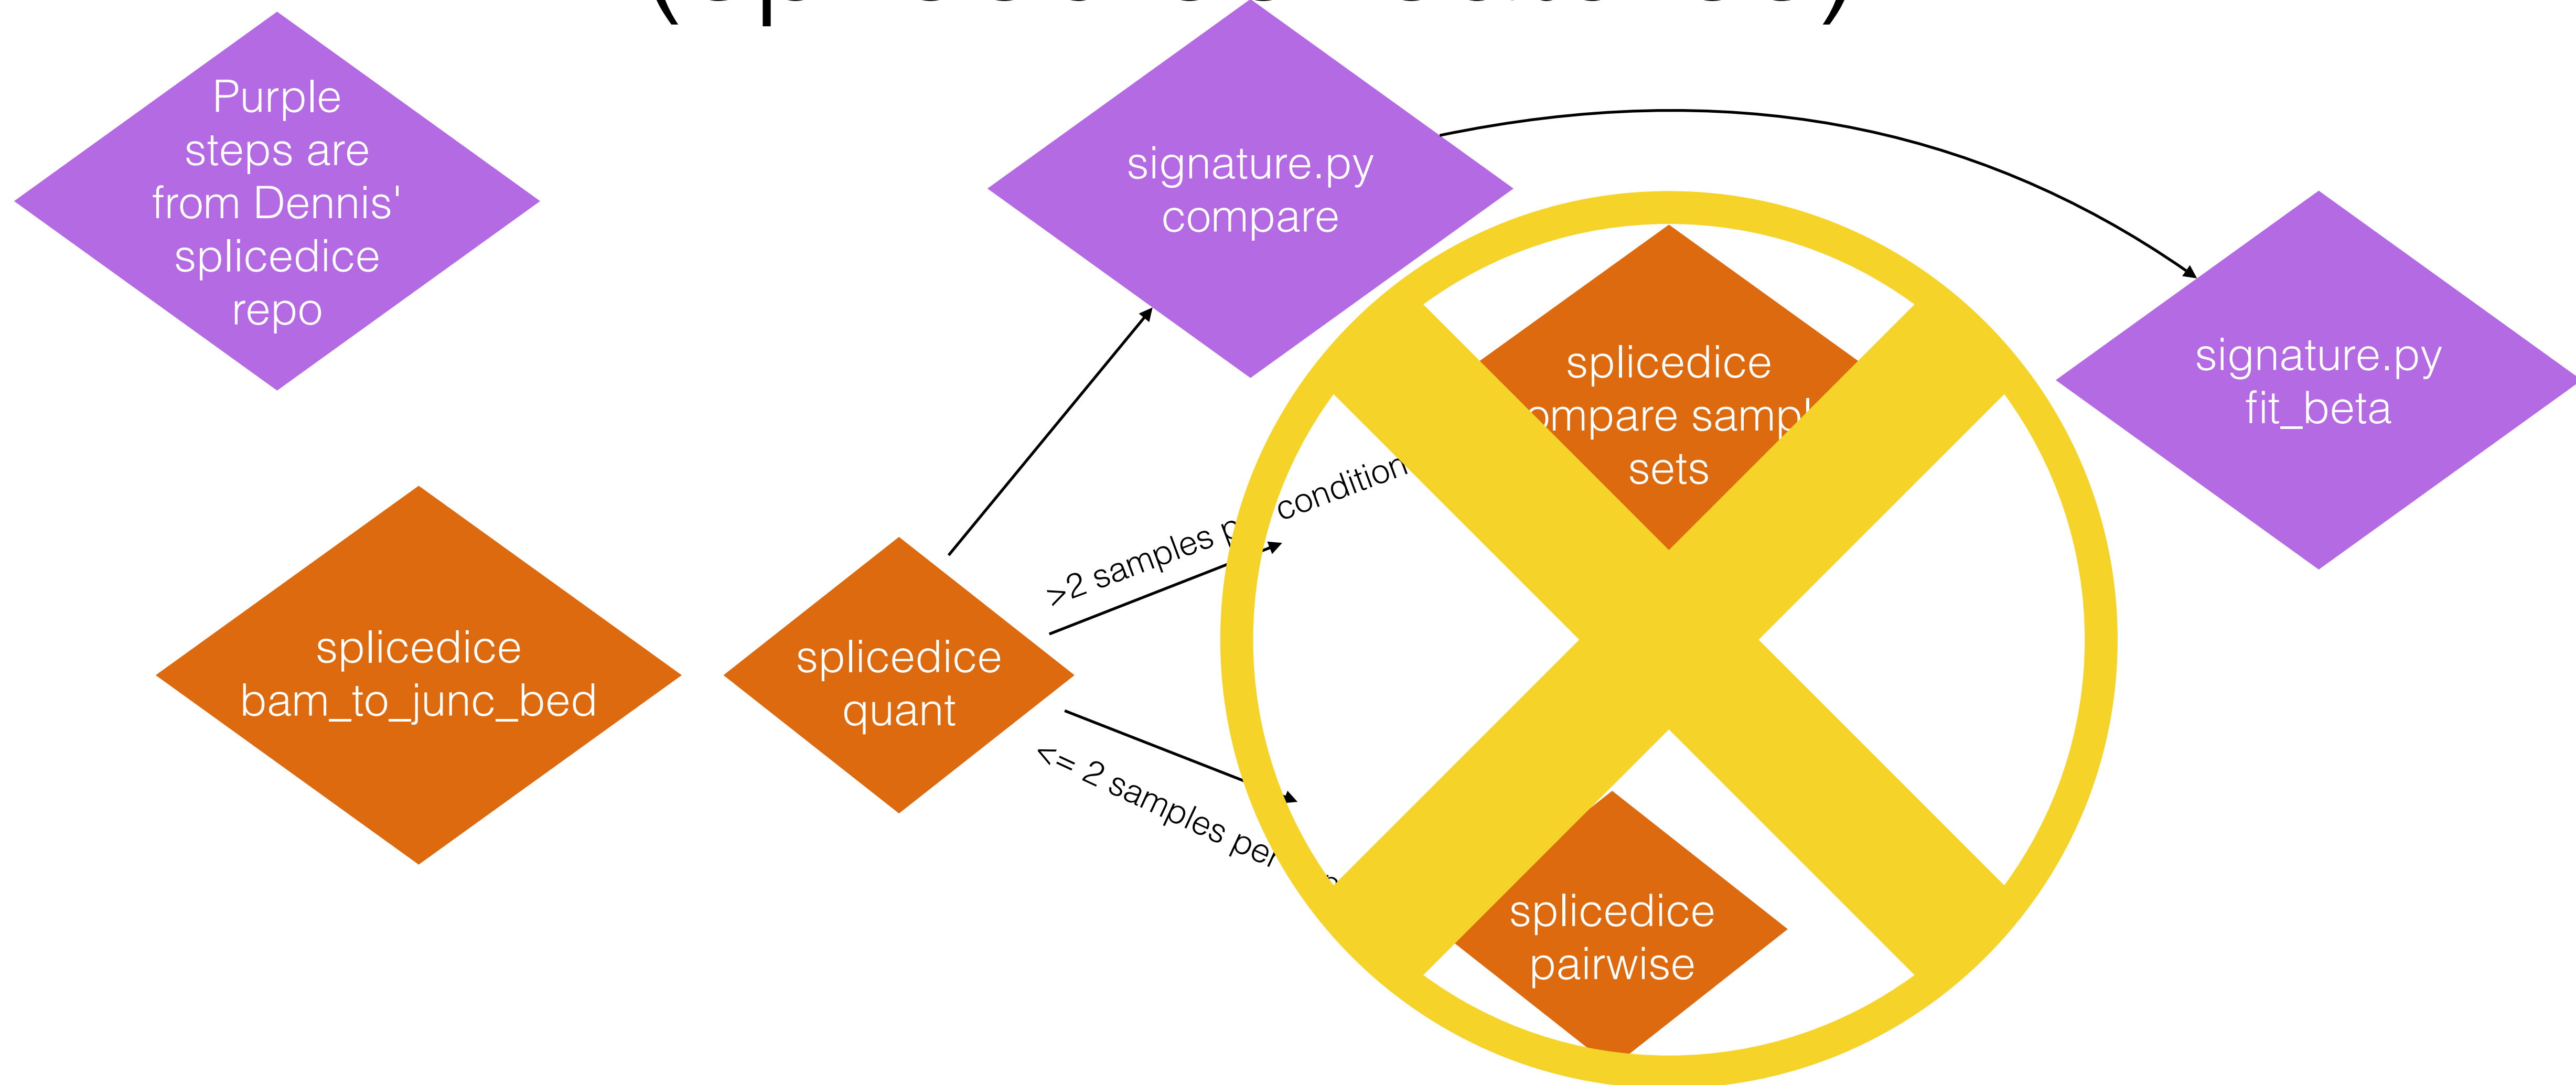 Purple
steps are
from Dennis'
splicedice
repo
signature.py
compare
splicedice
sets
signature.py
fit_beta
>2 samples condition
splicedice
bam_to_junc_bed
splicedice
quant
<= 2 samples per
splicedice
pairwise